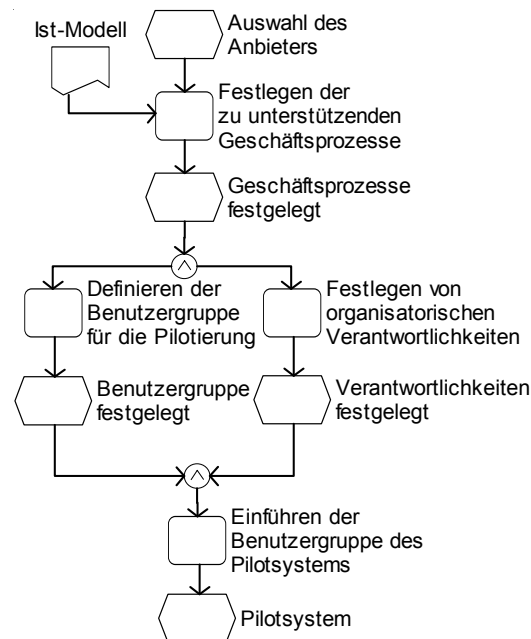 Ist-Modell
Auswahl des
Anbieters
Festlegen der
zu unterstützenden
Geschäftsprozesse
Geschäftsprozesse
festgelegt
Definieren der
Benutzergruppe
für die Pilotierung
Festlegen von
organisatorischen
Verantwortlichkeiten
Benutzergruppe
festgelegt
Verantwortlichkeiten
festgelegt
Einführen der
Benutzergruppe des
Pilotsystems
Pilotsystem